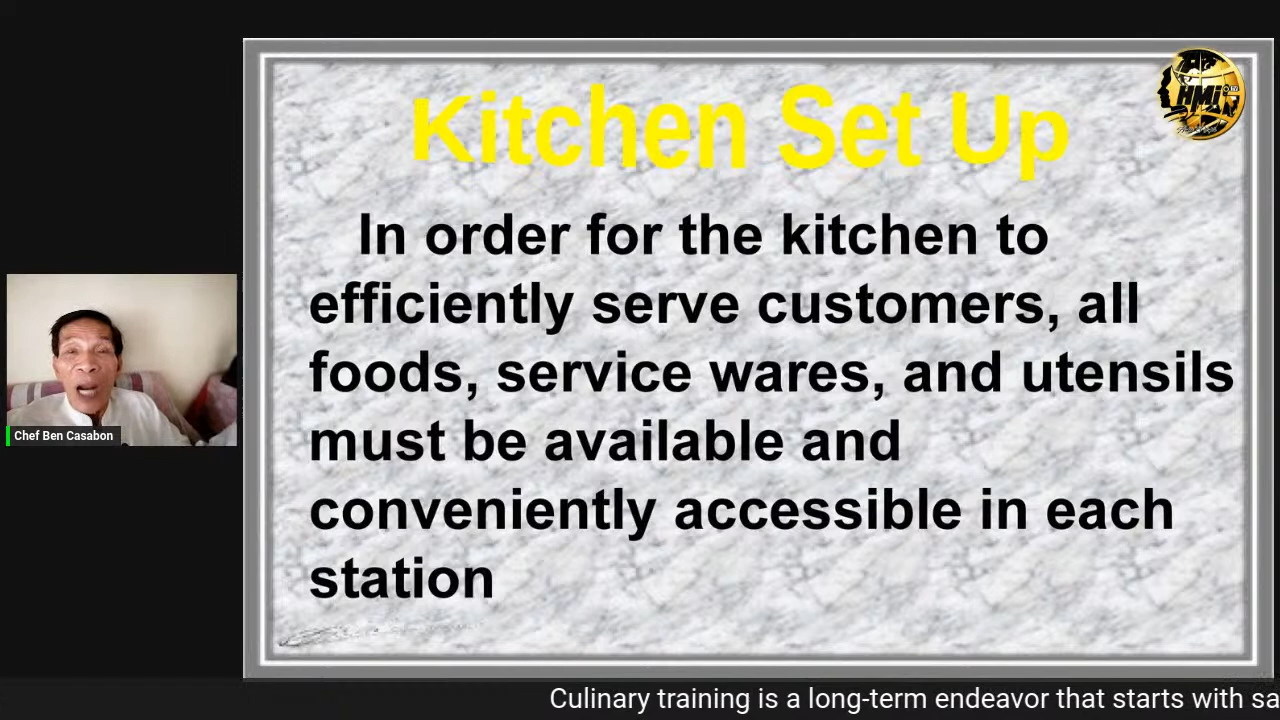 Kitchen Set Up
In order for the kitchen to
efficiently serve customers, all
foods, service wares, and utensils
must be available and
conveniently accessible in each
station
HMI
Chef Ben Casabon
Culinary training is a long-term endeavor that starts with sa